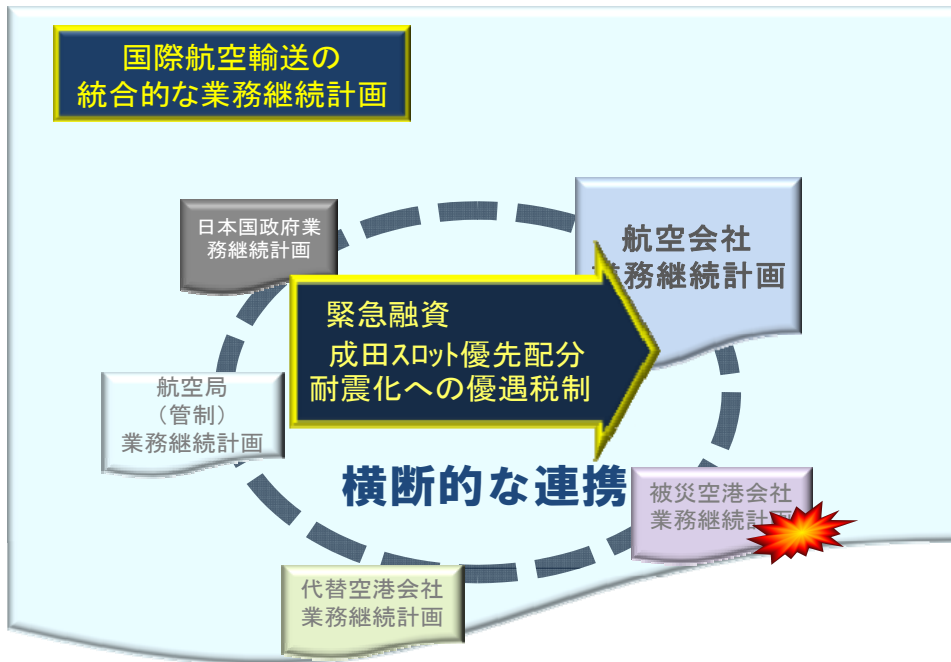 国際航空輸送の
統合的な業務継続計画
日本国政府業
務継続計画
航空会社
業務継続計画
緊急融資
成田スロット優先配分
耐震化への優遇税制
航空局
（管制）
業務継続計画
横断的な連携
被災空港会社
業務継続計画
代替空港会社
業務継続計画